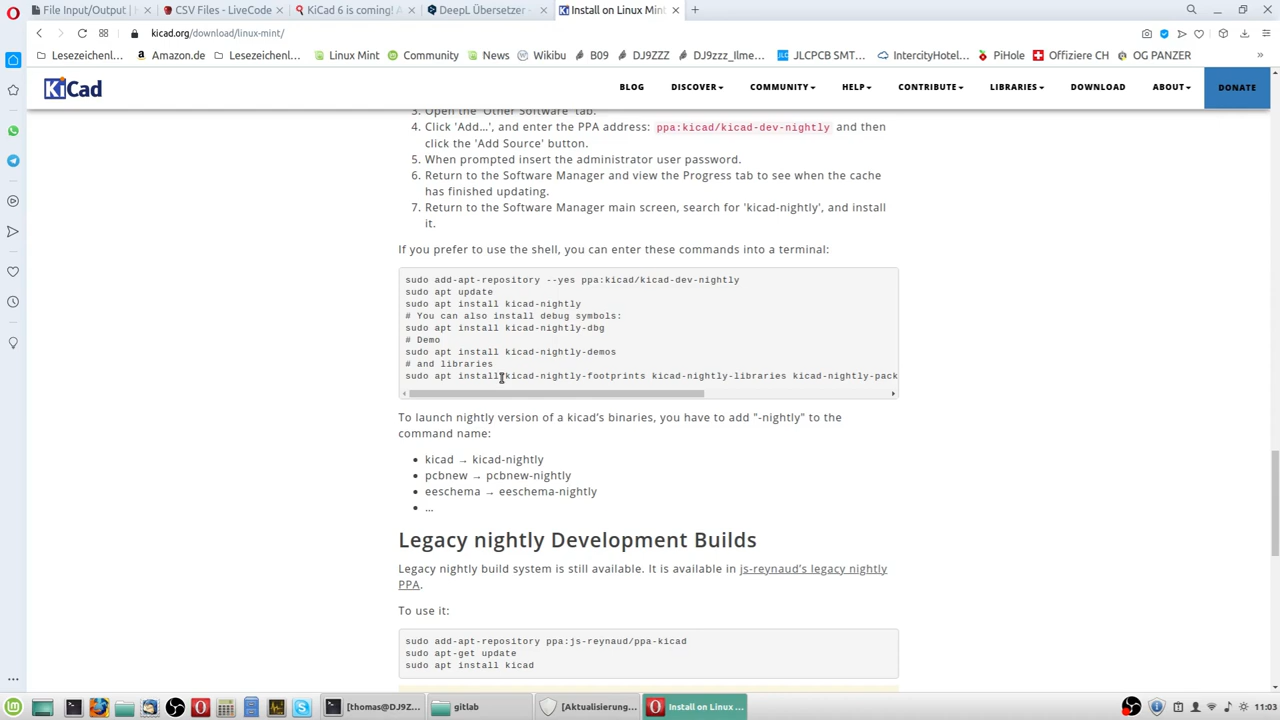 File Input/Output | H
CSV Files - LiveCode
KiCad 6 is coming! A
DeepL Übersetzer -
Install on Linux Mint
kicad.org/download/linux-mint/
Lesezeichenl...
Amazon.de
Lesezeichenl...
Linux Mint
Community
News
Wikibu
B09
DJ9ZZZ
DJ9zzz_Ilme...
JLCPCB SMT...
IntercityHotel...
PiHole
Offiziere CH
OG PANZER
KiCad
BLOG
DISCOVER
COMMUNITY
HELP
CONTRIBUTE
LIBRARIES
DOWNLOAD
ABOUT
DONATE
3. Open the 'Other Software' tab.
4. Click 'Add…', and enter the PPA address: ppa:kicad/kicad-dev-nightly and then
click the 'Add Source' button.
5. When prompted insert the administrator user password.
6. Return to the Software Manager and view the Progress tab to see when the cache
has finished updating.
7. Return to the Software Manager main screen, search for 'kicad-nightly', and install
it.
If you prefer to use the shell, you can enter these commands into a terminal:
sudo add-apt-repository --yes ppa:kicad/kicad-dev-nightly
sudo apt update
sudo apt install kicad-nightly
# You can also install debug symbols:
sudo apt install kicad-nightly-dbg
# Demo
sudo apt install kicad-nightly-demos
# and libraries
sudo apt install kicad-nightly-footprints kicad-nightly-libraries kicad-nightly-pack
To launch nightly version of a kicad's binaries, you have to add "-nightly" to the
command name:
• kicad → kicad-nightly
• pcbnew → pcbnew-nightly
• eeschema → eeschema-nightly
• …
Legacy nightly Development Builds
Legacy nightly build system is still available. It is available in js-reynaud's legacy nightly
PPA.
To use it:
sudo add-apt-repository ppa:js-reynaud/ppa-kicad
sudo apt-get update
sudo apt install kicad
[thomas@DJ9Z...
gitlab
[Aktualisierung...
Install on Linux ...
11:03